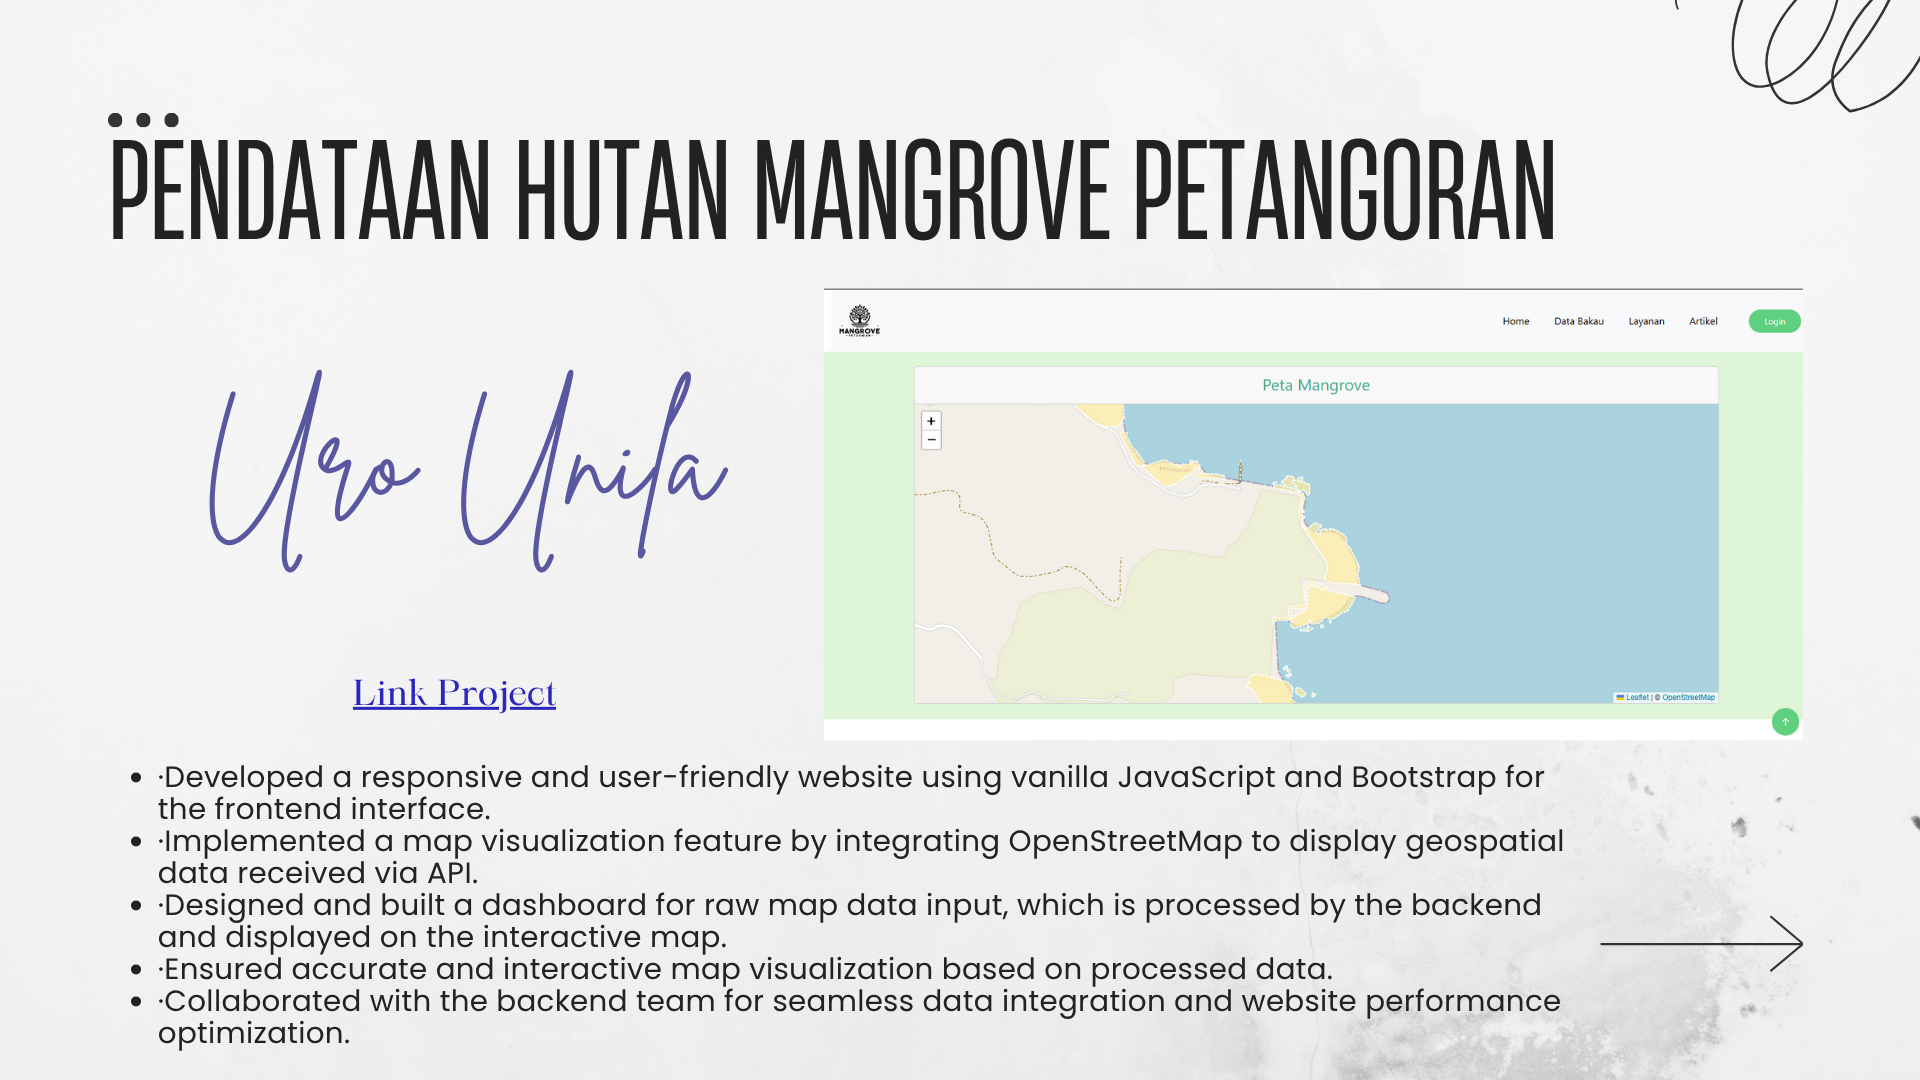 PENDATAAN HUTAN MANGROVE PETANGORAN
Uro Unila
Link Project
MANGROVE
Home Data Bakau Layanan Artikel Login
Peta Mangrove
+
−
Leaflet | © OpenStreetMap
• ·Developed a responsive and user-friendly website using vanilla JavaScript and Bootstrap for
the frontend interface.
• ·Implemented a map visualization feature by integrating OpenStreetMap to display geospatial
data received via API.
• ·Designed and built a dashboard for raw map data input, which is processed by the backend
and displayed on the interactive map.
• ·Ensured accurate and interactive map visualization based on processed data.
• ·Collaborated with the backend team for seamless data integration and website performance
optimization.